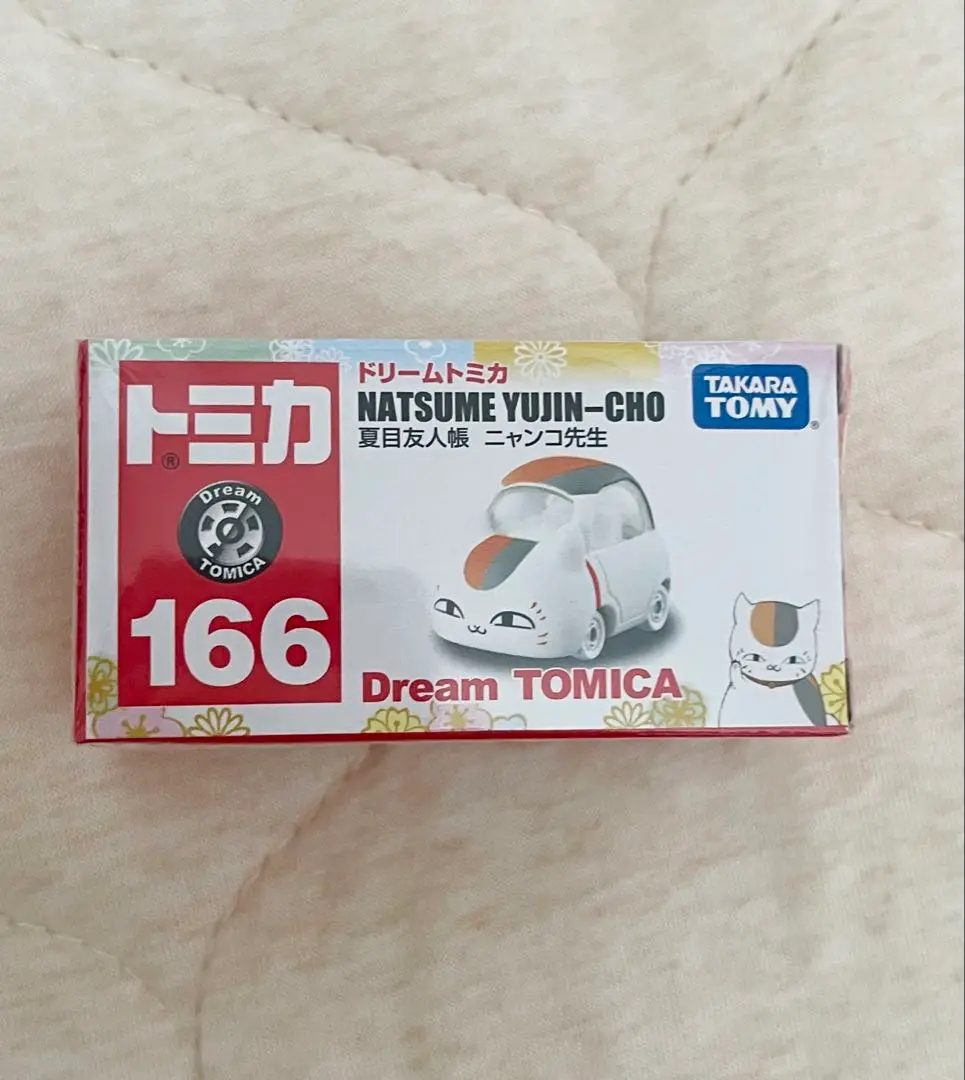 トミカ
®
Dream
TOMICA
166
ドリームトミカ
NATSUME YUJIN-CHO
夏目友人帳 ニャンコ先生
TAKARA
TOMY
®
Dream TOMICA